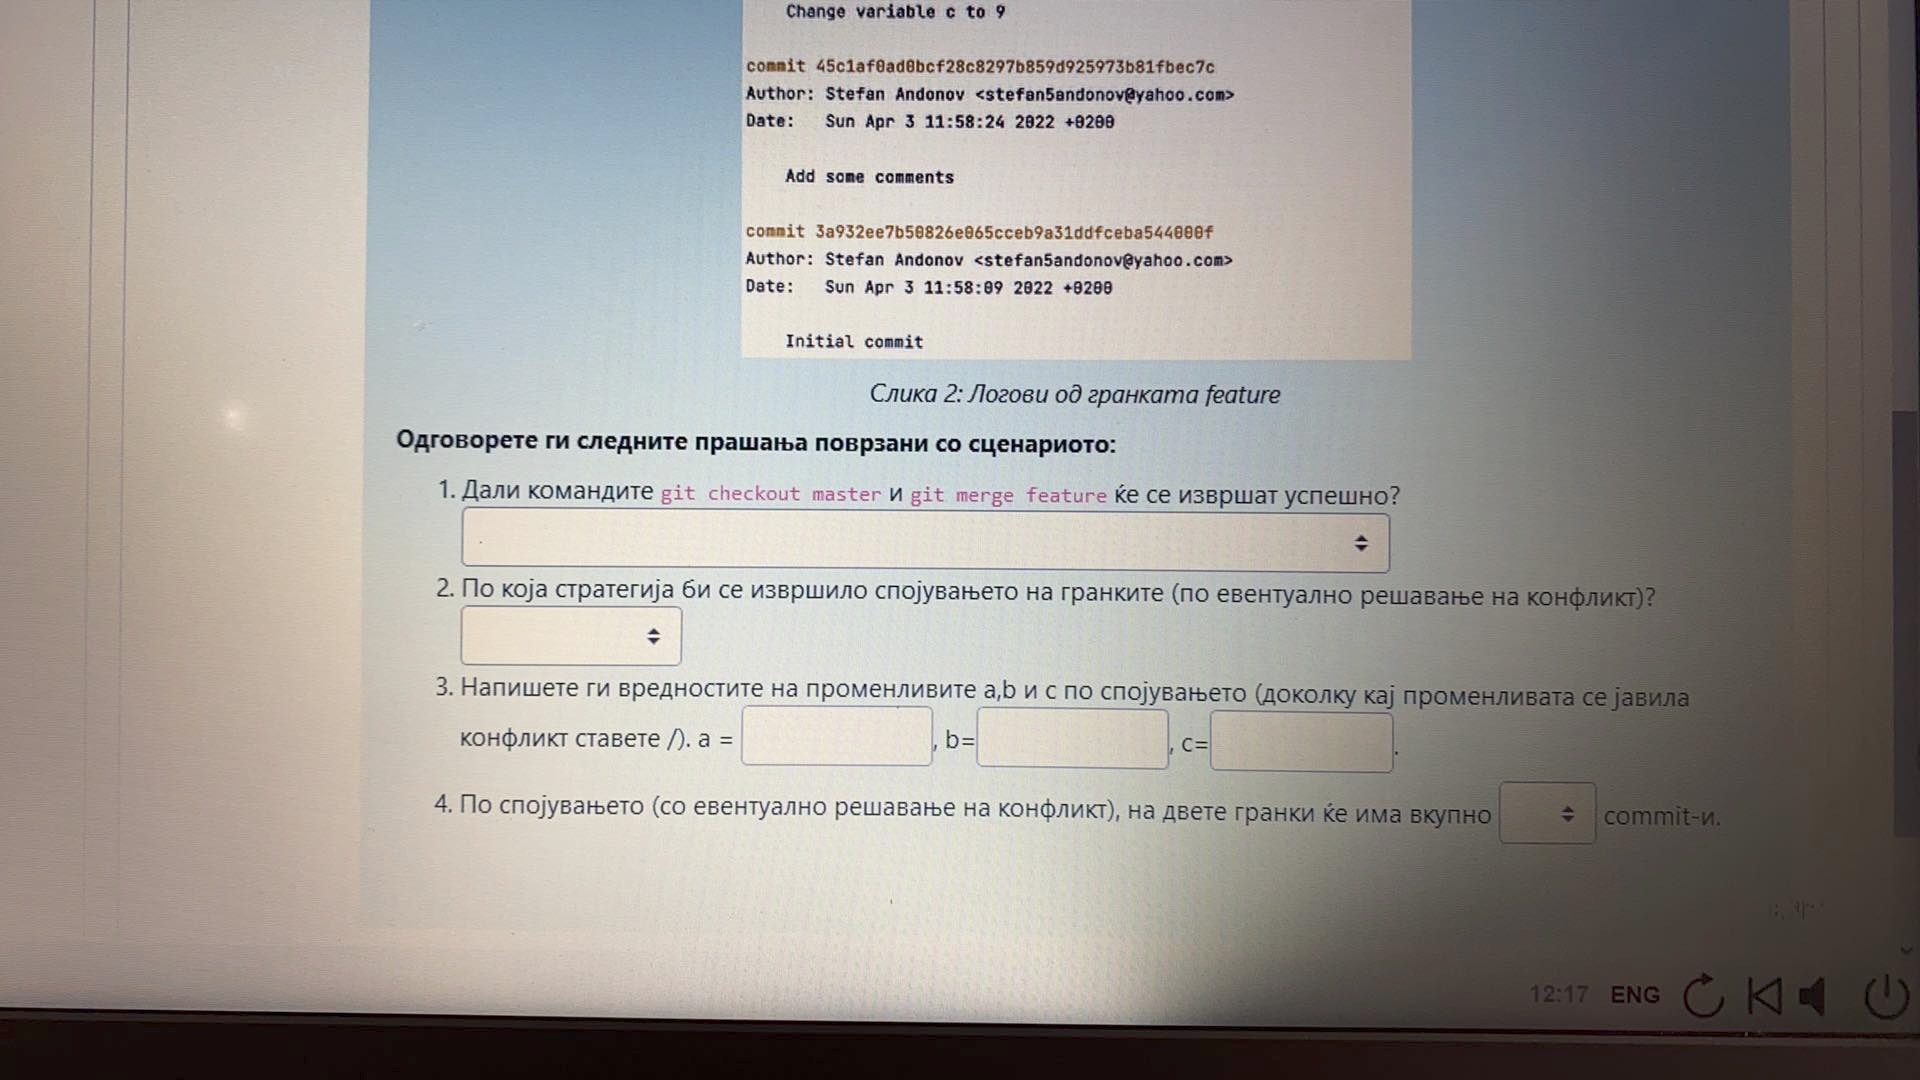 Change variable c to 9
commit 45c1af0ad0bcf28c8297b859d925973b81fbec7c
Author: Stefan Andonov <stefan5andonov@yahoo.com>
Date: Sun Apr 3 11:58:24 2022 +0200
Add some comments
commit 3a932ee7b50826e065cceb9a31ddfceba544000f
Author: Stefan Andonov <stefan5andonov@yahoo.com>
Date: Sun Apr 3 11:58:09 2022 +0200
Initial commit
Слика 2: Логови од гранката feature
Одговорете ги следните прашања поврзани со сценариото:
1. Дали командите git checkout master и git merge feature ќе се извршат успешно?
2. По која стратегија би се извршило спојувањето на гранките (по евентуално решавање на конфликт)?
3. Напишете ги вредностите на променливите a,b и c по спојувањето (доколку кај променливата се јавила
конфликт ставете /). a = , b= , c= .
4. По спојувањето (со евентуално решавање на конфликт), на двете гранки ќе има вкупно commit-и.
12:17 ENG